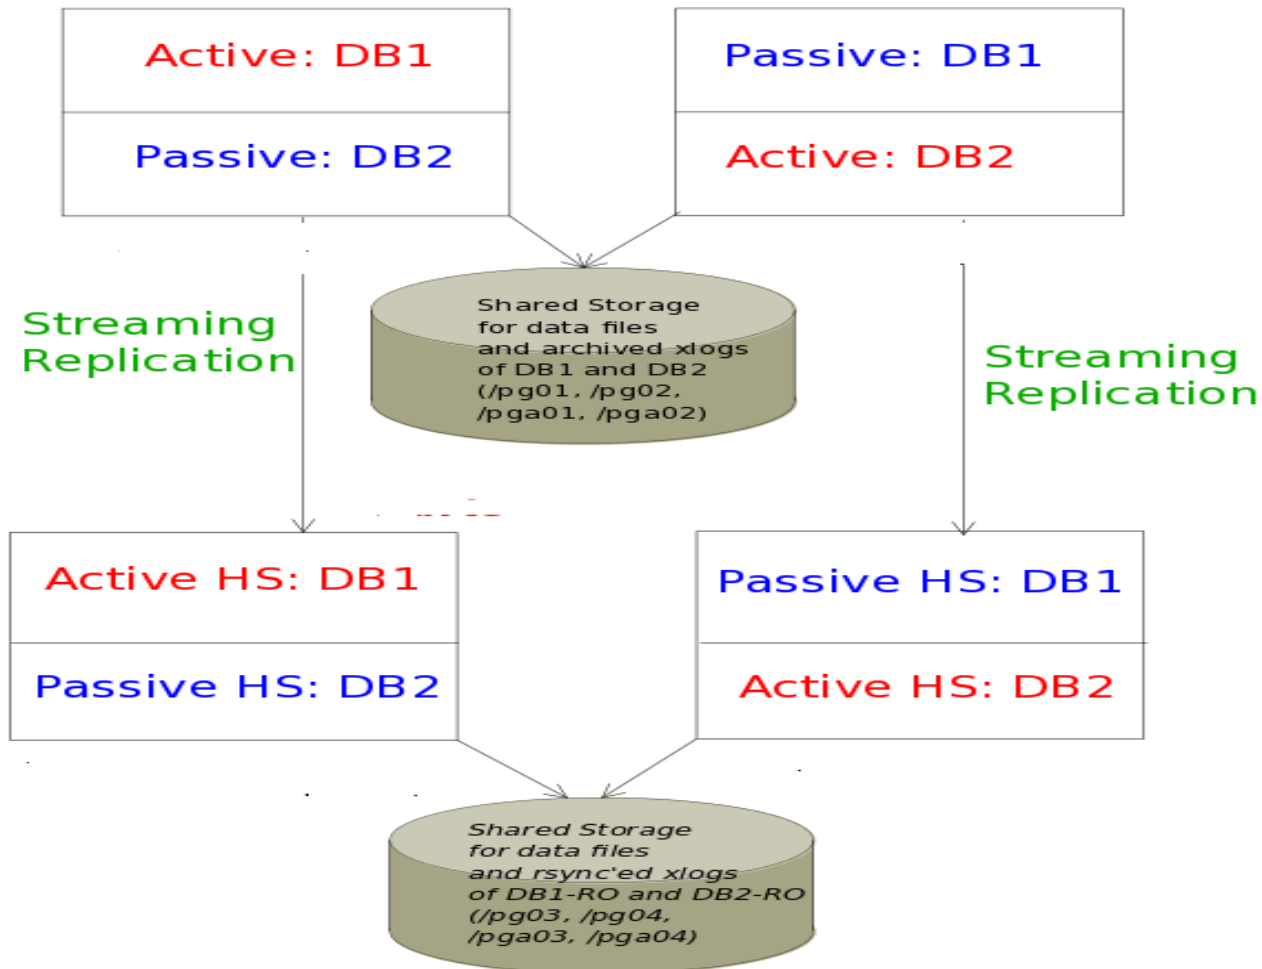 Active: DB1
Passive: DB1
Passive: DB2
Active: DB2
Shared Storage
for data files
and archived xlogs
of DB1 and DB2
(/pg01, /pg02,
/pga01, /pga02)
Streaming
Replication
Streaming
Replication
Active HS: DB1
Passive HS: DB1
Passive HS: DB2
Active HS: DB2
Shared Storage
for data files
and rsync'ed xlogs
of DB1-RO and DB2-RO
(/pg03, /pg04,
/pga03, /pga04)